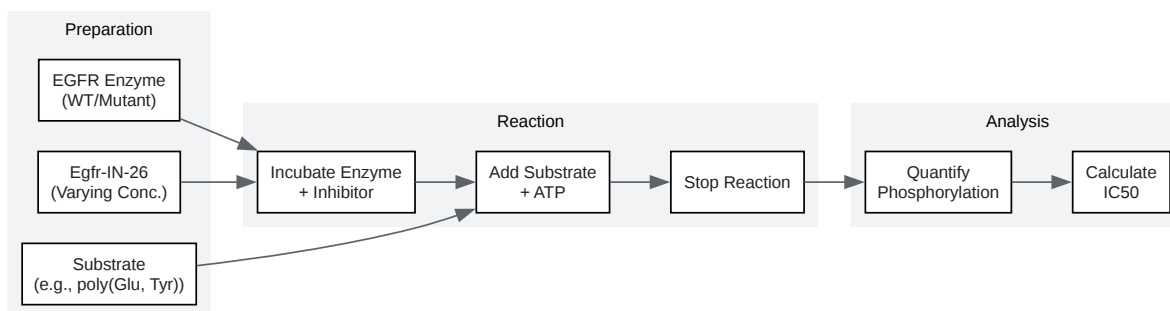 Preparation
EGFR Enzyme
(WT/Mutant)
Egfr-IN-26
(Varying Conc.)
Substrate
(e.g., poly(Glu, Tyr))
Reaction
Incubate Enzyme
+ Inhibitor
Add Substrate
+ ATP
Stop Reaction
Analysis
Quantify
Phosphorylation
Calculate
IC50